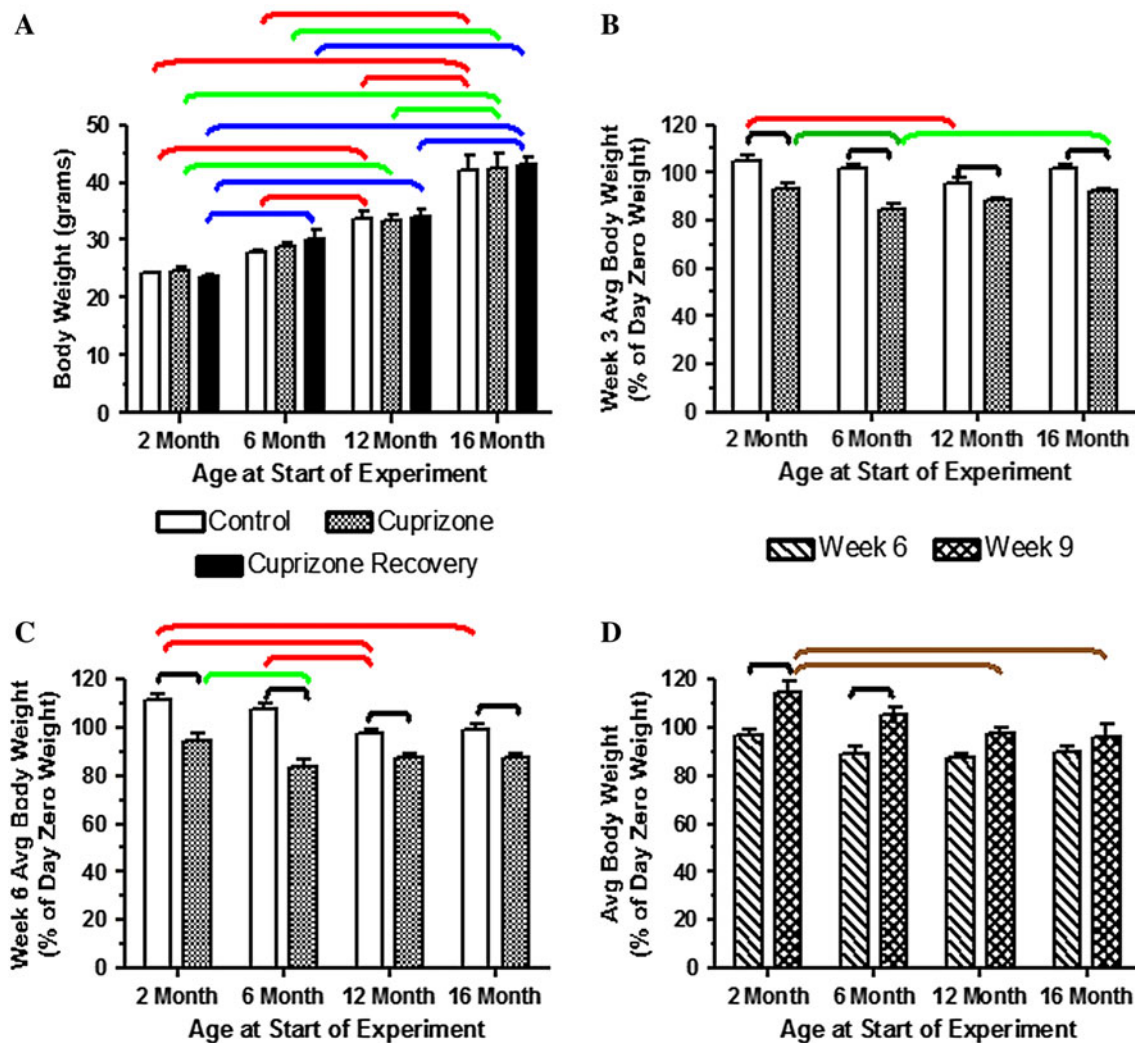 A
50
40
30
20
10
0
Body Weight (grams)
2 Month 6 Month 12 Month 16 Month
Age at Start of Experiment
Control Cuprizone
Cuprizone Recovery
B
120
100
80
60
40
20
0
Week 3 Avg Body Weight
(% of Day Zero Weight)
2 Month 6 Month 12 Month 16 Month
Age at Start of Experiment
Week 6 Week 9
C
120
100
80
60
40
20
0
Week 6 Avg Body Weight
(% of Day Zero Weight)
2 Month 6 Month 12 Month 16 Month
Age at Start of Experiment
D
120
100
80
60
40
20
0
Avg Body Weight
(% of Day Zero Weight)
2 Month 6 Month 12 Month 16 Month
Age at Start of Experiment